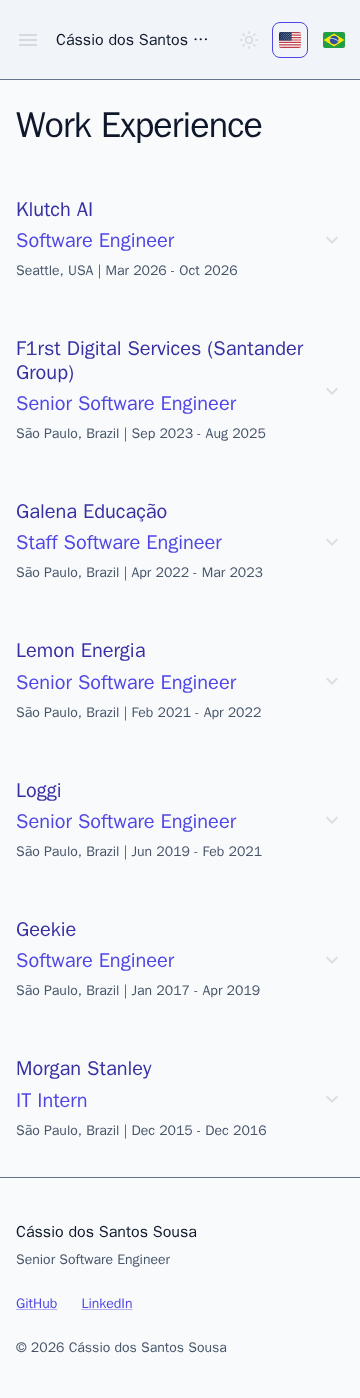 Cássio dos Santos ···
Work Experience
Klutch AI
Software Engineer
Seattle, USA | Mar 2026 - Oct 2026
F1rst Digital Services (Santander
Group)
Senior Software Engineer
São Paulo, Brazil | Sep 2023 - Aug 2025
Galena Educação
Staff Software Engineer
São Paulo, Brazil | Apr 2022 - Mar 2023
Lemon Energia
Senior Software Engineer
São Paulo, Brazil | Feb 2021 - Apr 2022
Loggi
Senior Software Engineer
São Paulo, Brazil | Jun 2019 - Feb 2021
Geekie
Software Engineer
São Paulo, Brazil | Jan 2017 - Apr 2019
Morgan Stanley
IT Intern
São Paulo, Brazil | Dec 2015 - Dec 2016
Cássio dos Santos Sousa
Senior Software Engineer
GitHub LinkedIn
© 2026 Cássio dos Santos Sousa